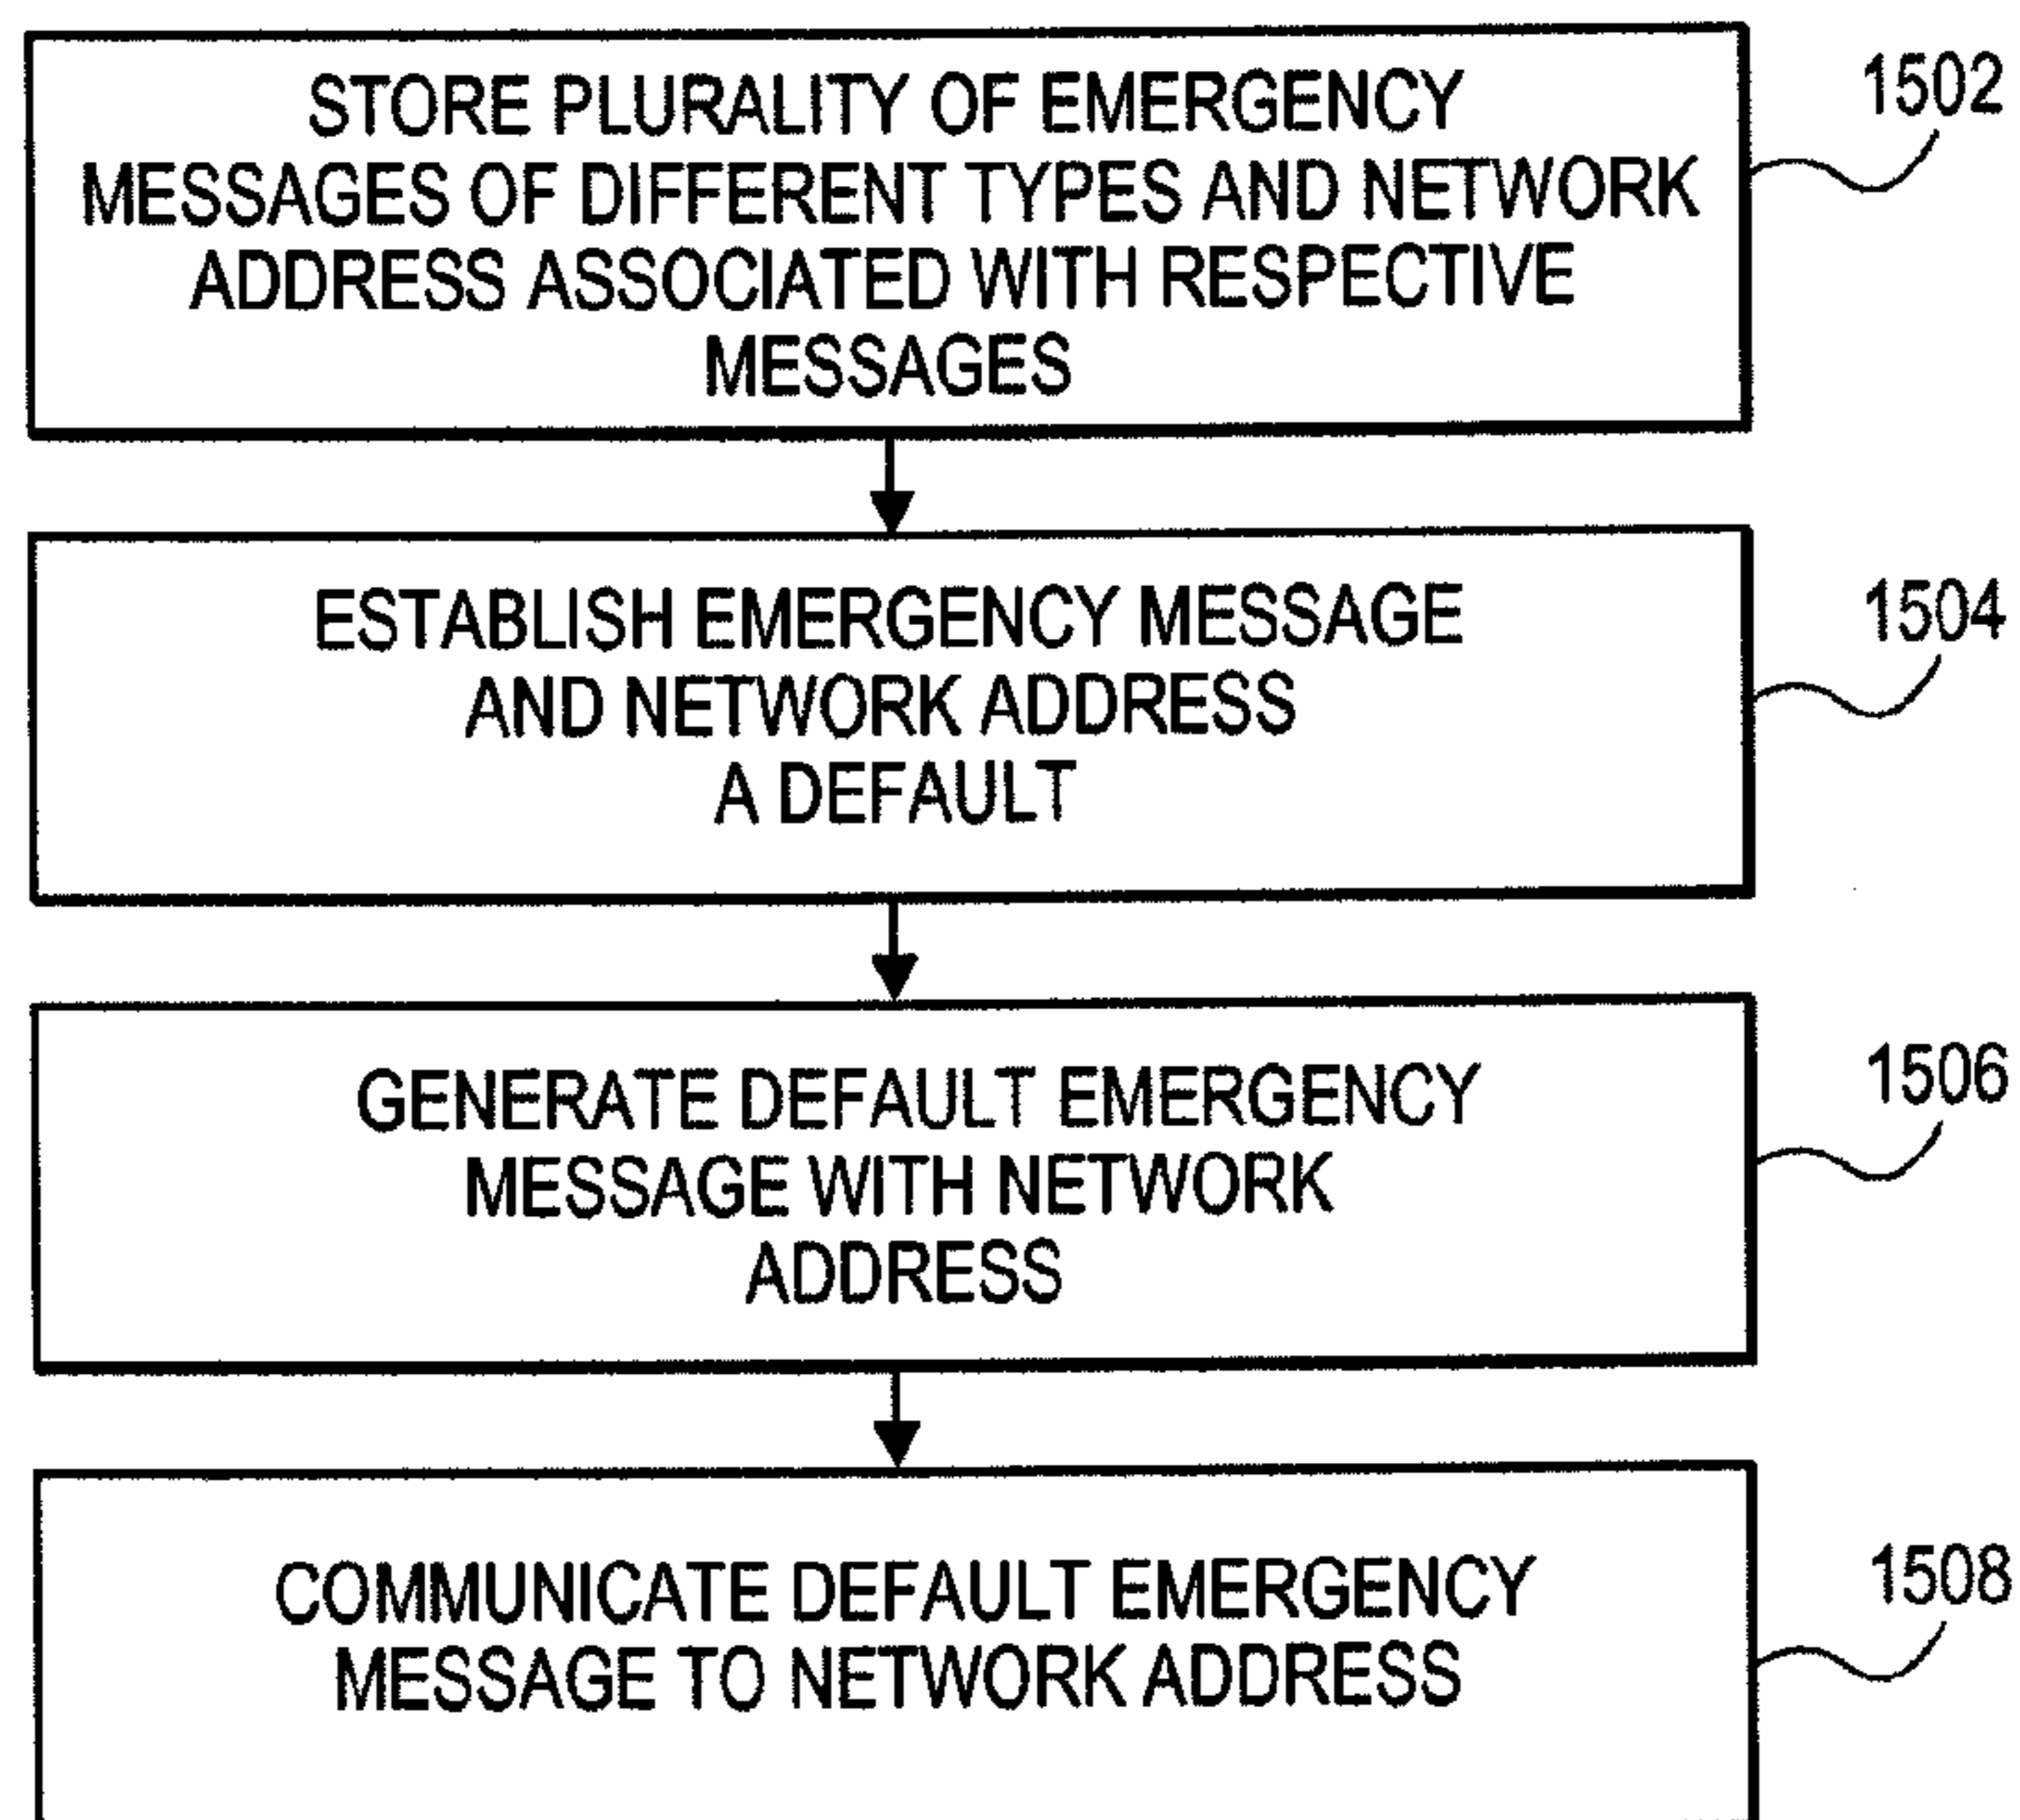 STORE PLURALITY OF EMERGENCY
MESSAGES OF DIFFERENT TYPES AND NETWORK
ADDRESS ASSOCIATED WITH RESPECTIVE
MESSAGES
1502
ESTABLISH EMERGENCY MESSAGE
AND NETWORK ADDRESS
A DEFAULT
1504
GENERATE DEFAULT EMERGENCY
MESSAGE WITH NETWORK
ADDRESS
1506
COMMUNICATE DEFAULT EMERGENCY
MESSAGE TO NETWORK ADDRESS
1508